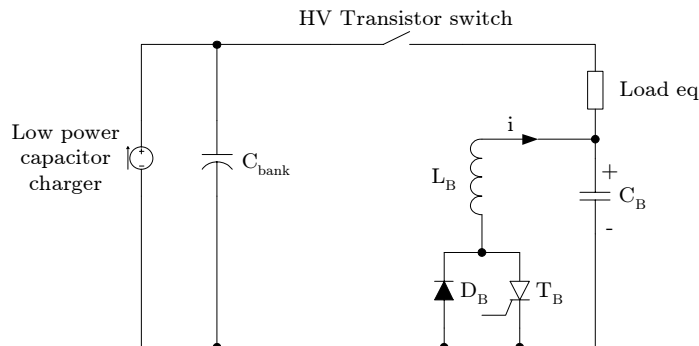 HV Transistor switch
Load eq
Low power
capacitor
charger
+
-
C_bank
i
L_B
+
C_B
-
D_B
T_B